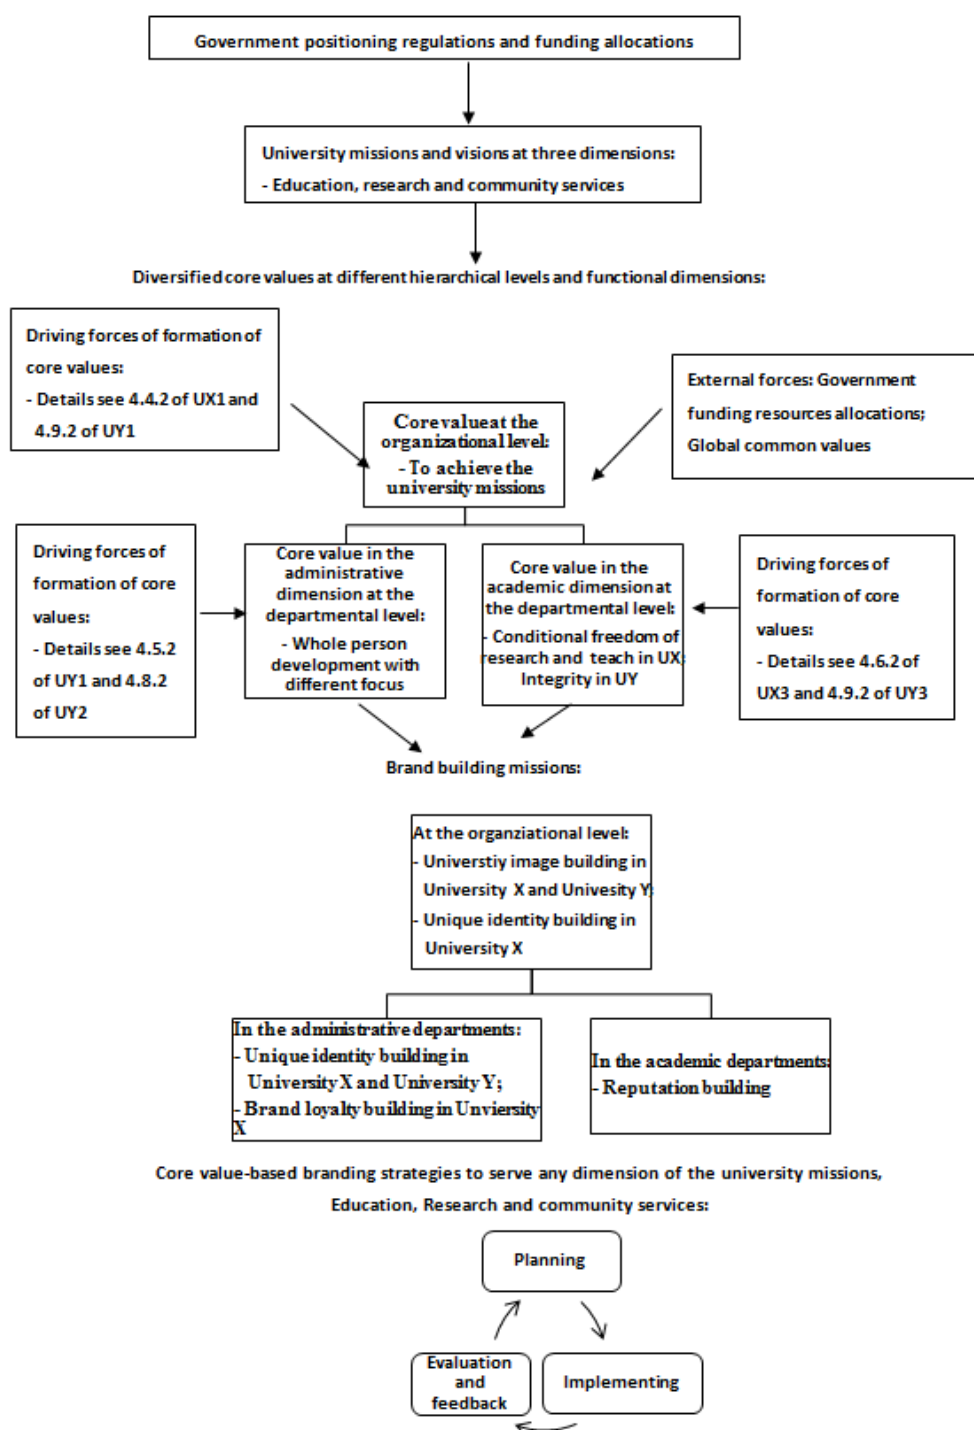 Government positioning regulations and funding allocations
University missions and visions at three dimensions:
- Education, research and community services
Diversified core values at different hierarchical levels and functional dimensions:
Driving forces of formation of
core values:
- Details see 4.4.2 of UX1 and
4.9.2 of UY1
External forces: Government
funding resources allocations;
Global common values
Core valueat the
organizational level:
- To achieve the
university missions
Driving forces of
formation of core
values:
- Details see 4.5.2
of UY1 and 4.8.2
of UY2
Core value in the
administrative
dimension at the
departmental level:
- Whole person
development with
different focus
Core value in the
academic dimension at
the departmental level:
- Conditional freedom of
research and teach in UX;
Integrity in UY
Driving forces of
formation of core
values:
- Details see 4.6.2 of
UX3 and 4.9.2 of UY3
Brand building missions:
At the organziational level:
- Universtiy image building in
University X and Univesity Y;
- Unique identity building in
University X
In the administrative departments:
- Unique identity building in
University X and University Y;
- Brand loyalty building in Unviersity
X
In the academic departments:
- Reputation building
Core value-based branding strategies to serve any dimension of the university missions,
Education, Research and community services:
Planning
Evaluation
and
feedback
Implementing